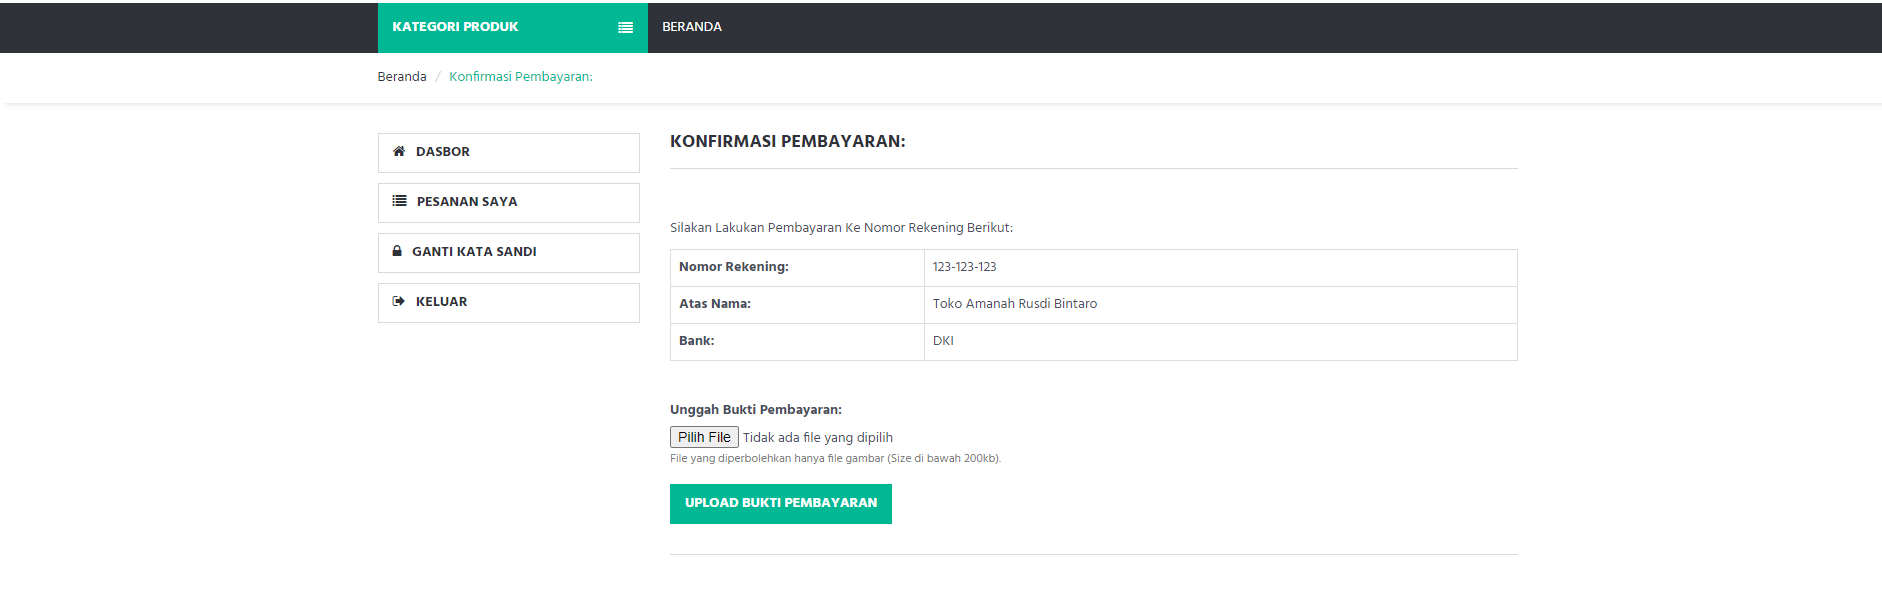 KATEGORI PRODUK
BERANDA
Beranda / Konfirmasi Pembayaran:
DASBOR
PESANAN SAYA
GANTI KATA SANDI
KELUAR
KONFIRMASI PEMBAYARAN:
Silakan Lakukan Pembayaran Ke Nomor Rekening Berikut:
Nomor Rekening: 123-123-123
Atas Nama: Toko Amanah Rusdi Bintaro
Bank: DKI
Unggah Bukti Pembayaran:
Pilih File Tidak ada file yang dipilih
File yang diperbolehkan hanya file gambar (Size di bawah 200kb).
UPLOAD BUKTI PEMBAYARAN